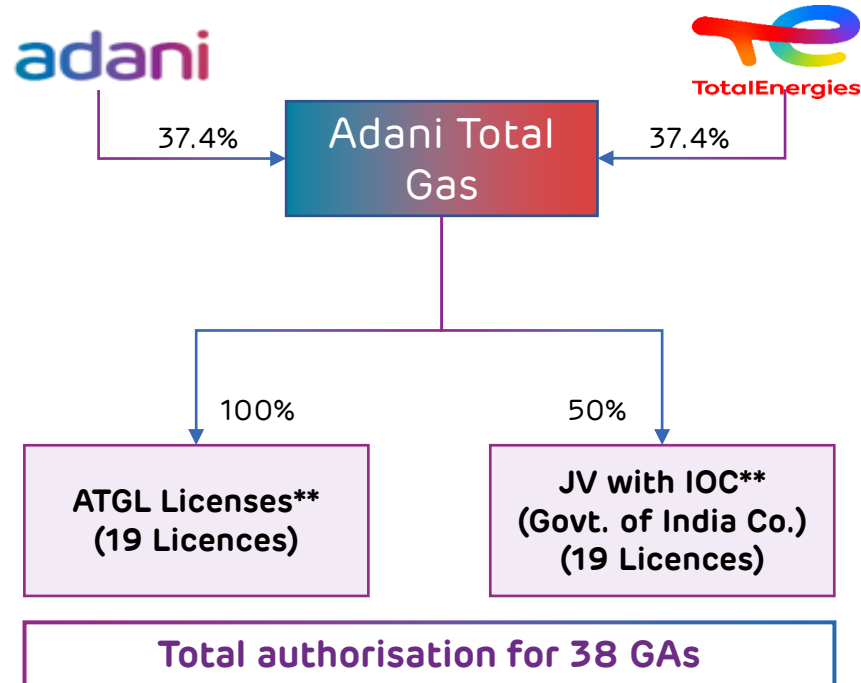 adani
TotalEnergies
37.4%
Adani Total
Gas
37.4%
100%
50%
ATGL Licenses**
(19 Licences)
JV with IOC**
(Govt. of India Co.)
(19 Licences)
Total authorisation for 38 GAs